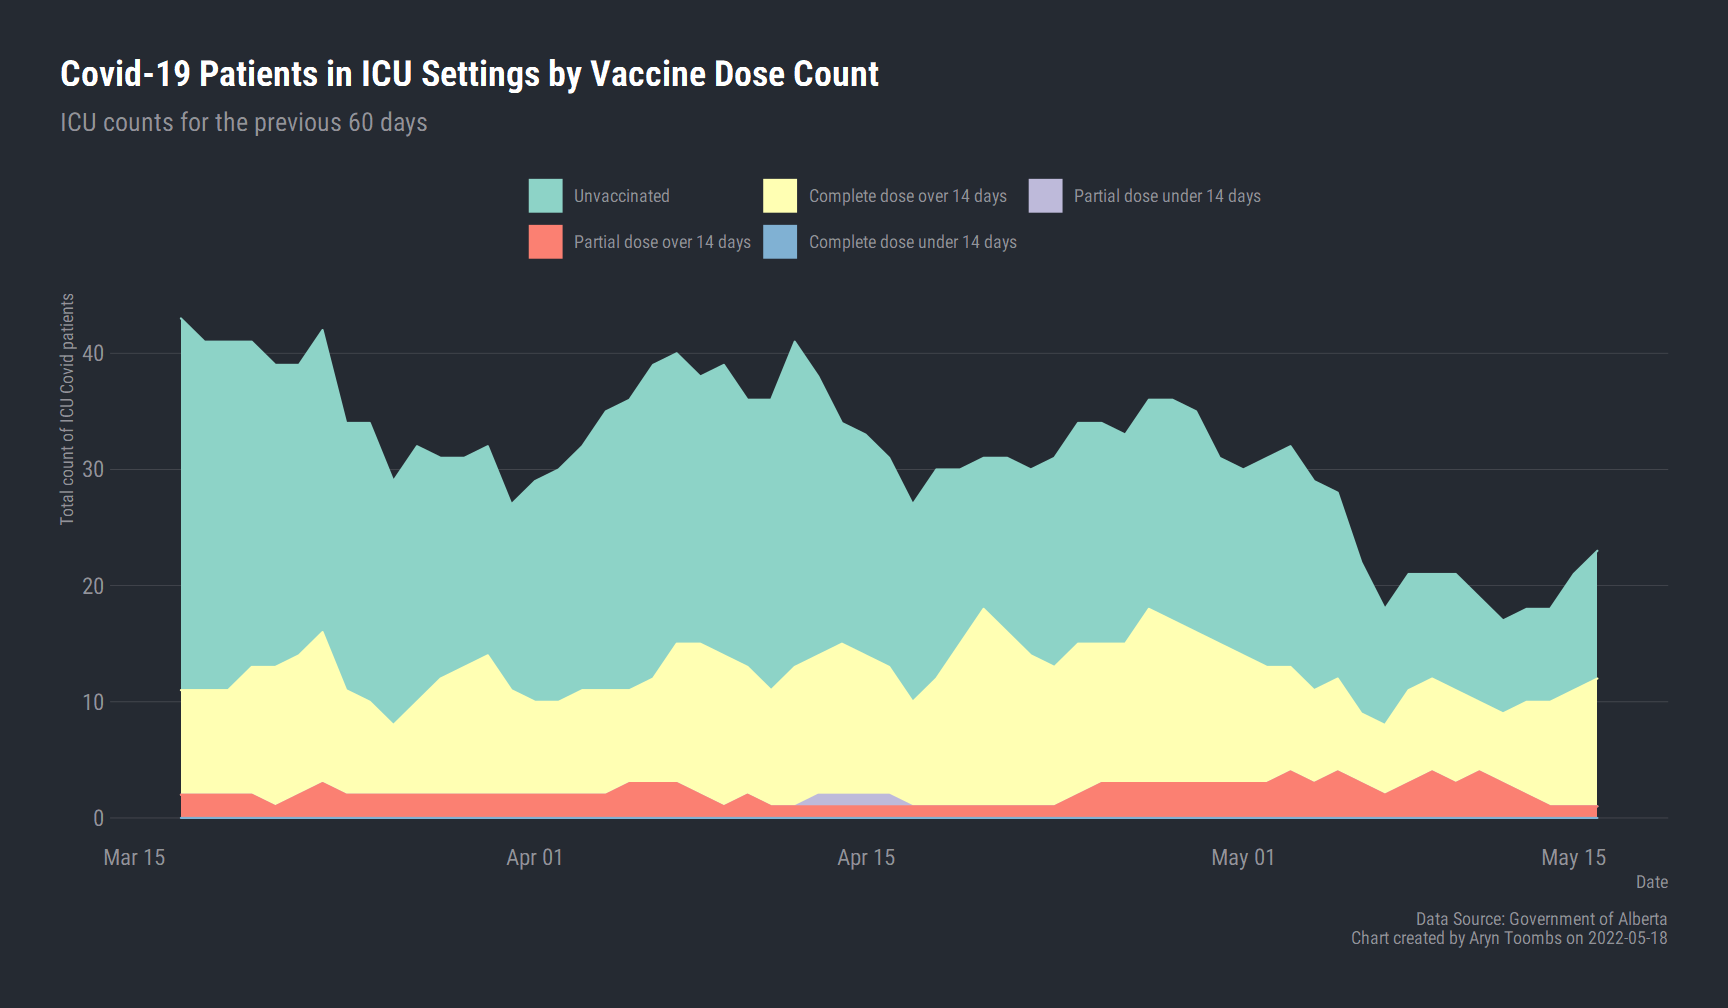 Covid-19 Patients in ICU Settings by Vaccine Dose Count
ICU counts for the previous 60 days
Unvaccinated
Complete dose over 14 days
Partial dose under 14 days
Partial dose over 14 days
Complete dose under 14 days
Total count of ICU Covid patients
40
30
20
10
0
Mar 15
Apr 01
Apr 15
May 01
May 15
Date
Data Source: Government of Alberta
Chart created by Aryn Toombs on 2022-05-18